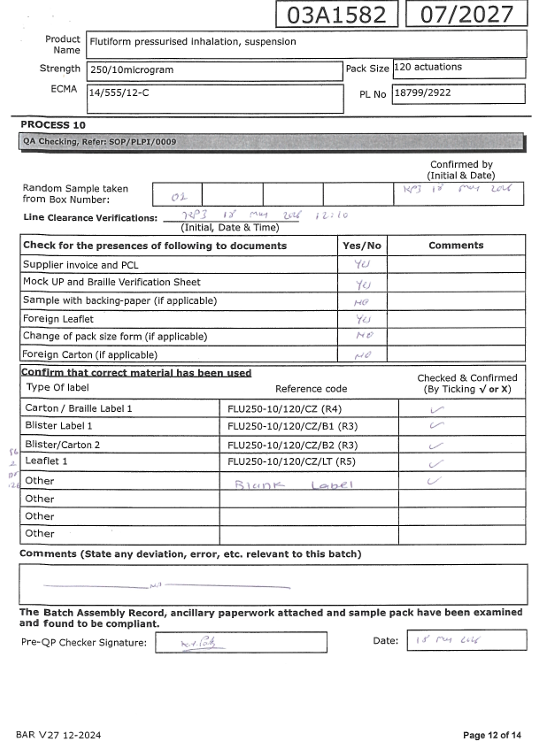 03A1582 07/2027
Product Name Flutiform pressurised inhalation, suspension
Strength 250/10microgram Pack Size 120 actuations
ECMA 14/555/12-C PL No 18799/2922
PROCESS 10
QA Checking, Refer: SOP/PLPI/0009
Confirmed by
(Initial & Date)
Random Sample taken
from Box Number: 02 18 May
Line Clearance Verifications: 18 May 12:10
(Initial, Date & Time)
Check for the presences of following to documents Yes/No Comments
Supplier invoice and PCL Yes
Mock UP and Braille Verification Sheet Yes
Sample with backing-paper (if applicable) NO
Foreign Leaflet Yes
Change of pack size form (if applicable) NO
Foreign Carton (if applicable) NO
Confirm that correct material has been used
Type Of label Reference code Checked & Confirmed
(By Ticking √ or X)
Carton / Braille Label 1 FLU250-10/120/CZ (R4) ✓
Blister Label 1 FLU250-10/120/CZ/B1 (R3) ✓
Blister/Carton 2 FLU250-10/120/CZ/B2 (R3) ✓
Leaflet 1 FLU250-10/120/CZ/LT (R5) ✓
Other Blank Label ✓
Other
Other
Other
Comments (State any deviation, error, etc. relevant to this batch)
The Batch Assembly Record, ancillary paperwork attached and sample pack have been examined
and found to be compliant.
Pre-QP Checker Signature: Date: 18 May
BAR V27 12-2024 Page 12 of 14